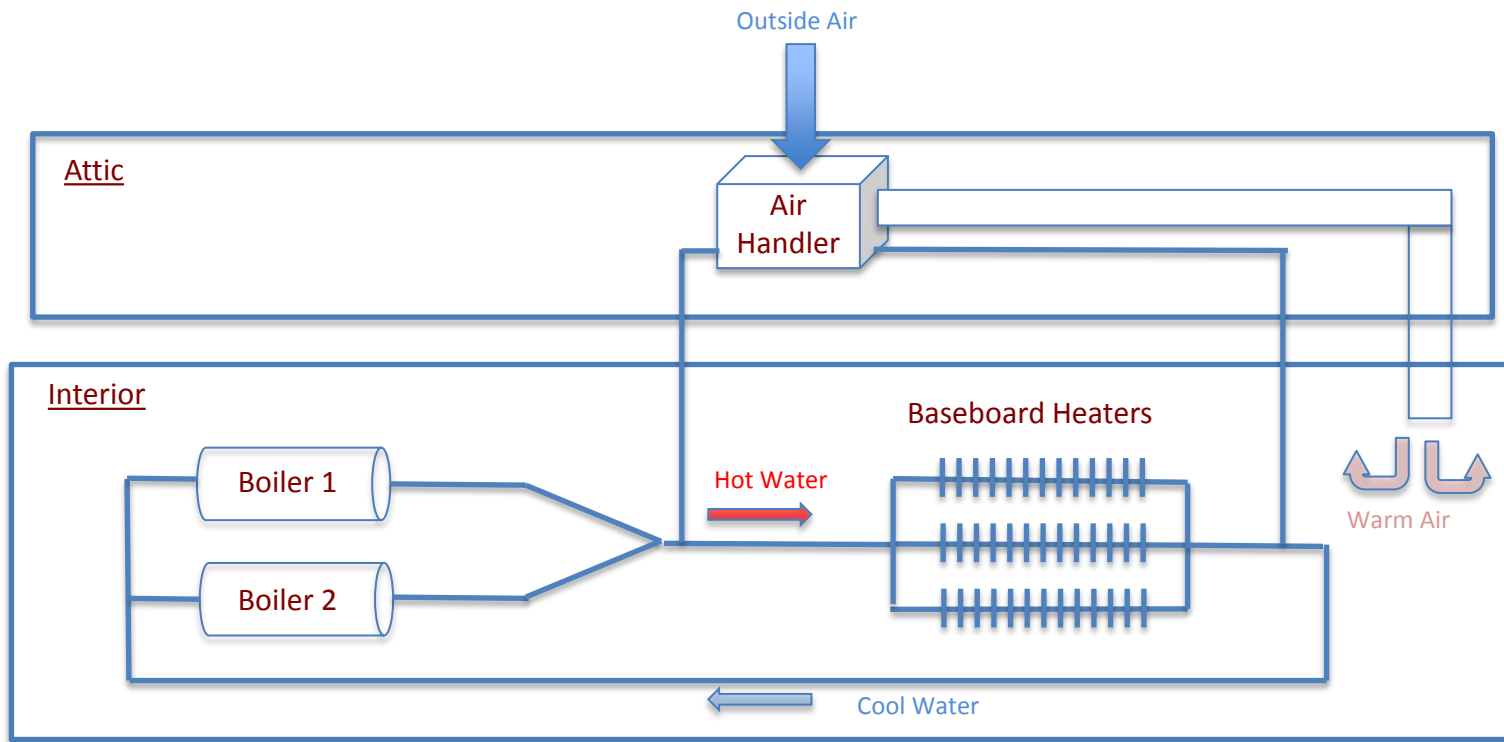 Outside Air
Attic
Air
Handler
Interior
Baseboard Heaters
Boiler 1
Hot Water
Warm Air
Boiler 2
Cool Water